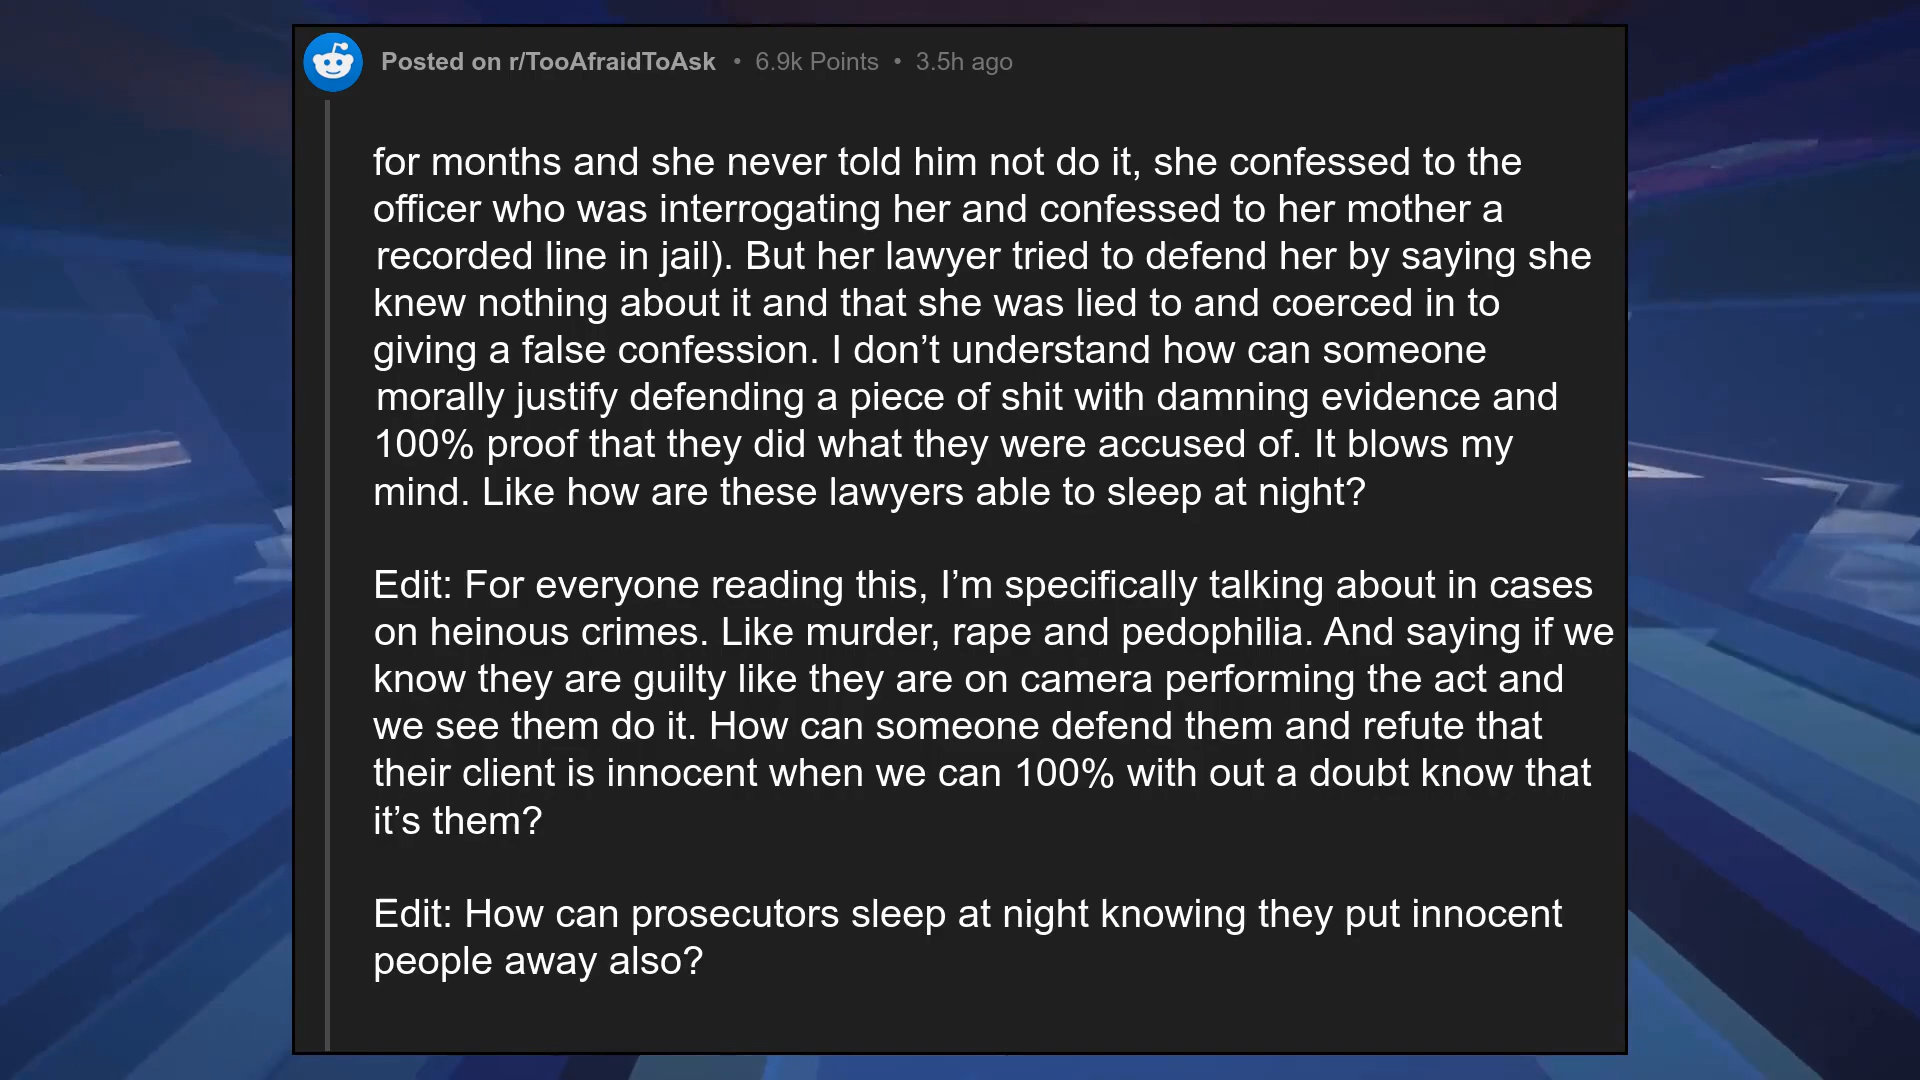 Posted on r/TooAfraidToAsk • 6.9k Points • 3.5h ago
for months and she never told him not do it, she confessed to the
officer who was interrogating her and confessed to her mother a
recorded line in jail). But her lawyer tried to defend her by saying she
knew nothing about it and that she was lied to and coerced in to
giving a false confession. I don’t understand how can someone
morally justify defending a piece of shit with damning evidence and
100% proof that they did what they were accused of. It blows my
mind. Like how are these lawyers able to sleep at night?
Edit: For everyone reading this, I’m specifically talking about in cases
on heinous crimes. Like murder, rape and pedophilia. And saying if we
know they are guilty like they are on camera performing the act and
we see them do it. How can someone defend them and refute that
their client is innocent when we can 100% with out a doubt know that
it’s them?
Edit: How can prosecutors sleep at night knowing they put innocent
people away also?